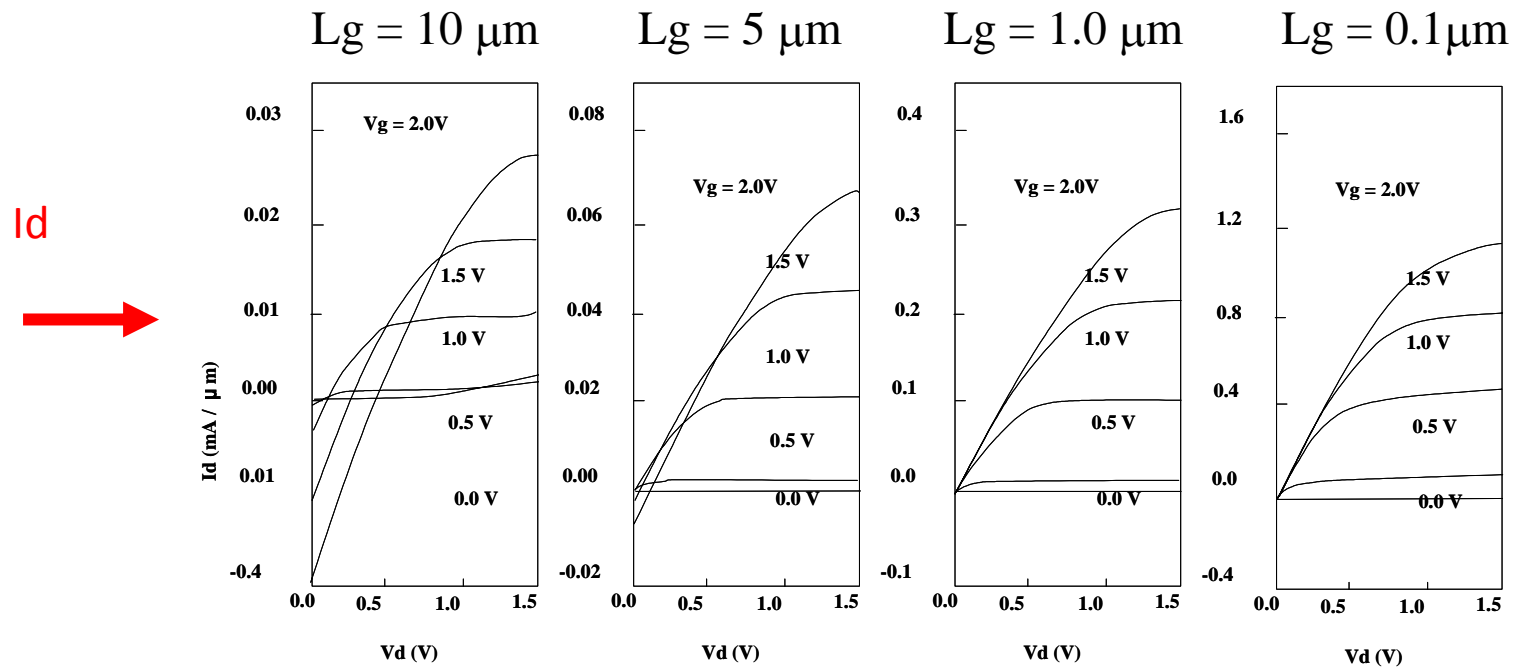 Lg = 10 μm
Lg = 5 μm
Lg = 1.0 μm
Lg = 0.1μm
Id
Id (mA / μ m)
0.03
0.02
0.01
0.00
0.01
-0.4
Vg = 2.0V
1.5 V
1.0 V
0.5 V
0.0 V
0.0 0.5 1.0 1.5
Vd (V)
0.08
0.06
0.04
0.02
0.00
-0.02
Vg = 2.0V
1.5 V
1.0 V
0.5 V
0.0 V
0.0 0.5 1.0 1.5
Vd (V)
0.4
0.3
0.2
0.1
0.0
-0.1
Vg = 2.0V
1.5 V
1.0 V
0.5 V
0.0 V
0.0 0.5 1.0 1.5
Vd (V)
1.6
1.2
0.8
0.4
0.0
-0.4
Vg = 2.0V
1.5 V
1.0 V
0.5 V
0.0 V
0.0 0.5 1.0 1.5
Vd (V)